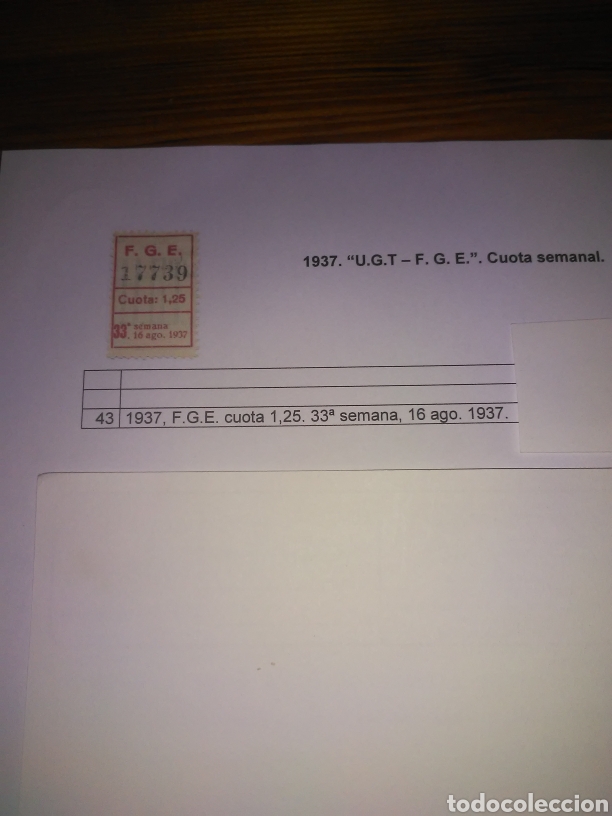 F. G. E.
17739
Cuota: 1,25
33ª semana
16 ago. 1937
1937. “U.G.T – F. G. E.”. Cuota semanal.
43 1937, F.G.E. cuota 1,25. 33ª semana, 16 ago. 1937.
todocoleccion